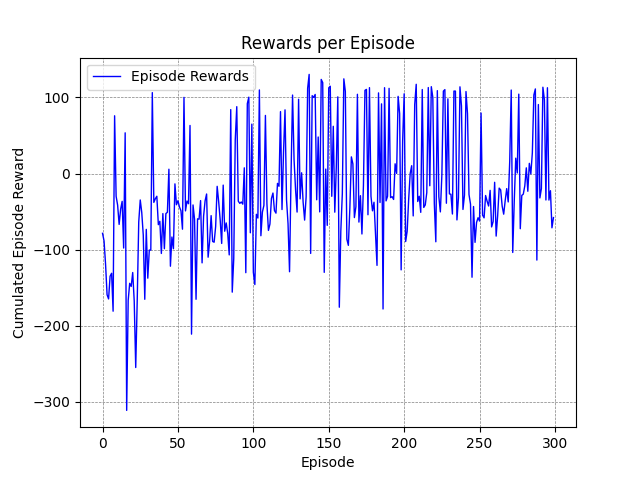 Rewards per Episode
Episode Rewards
Cumulated Episode Reward
100
0
−100
−200
−300
0 50 100 150 200 250 300
Episode